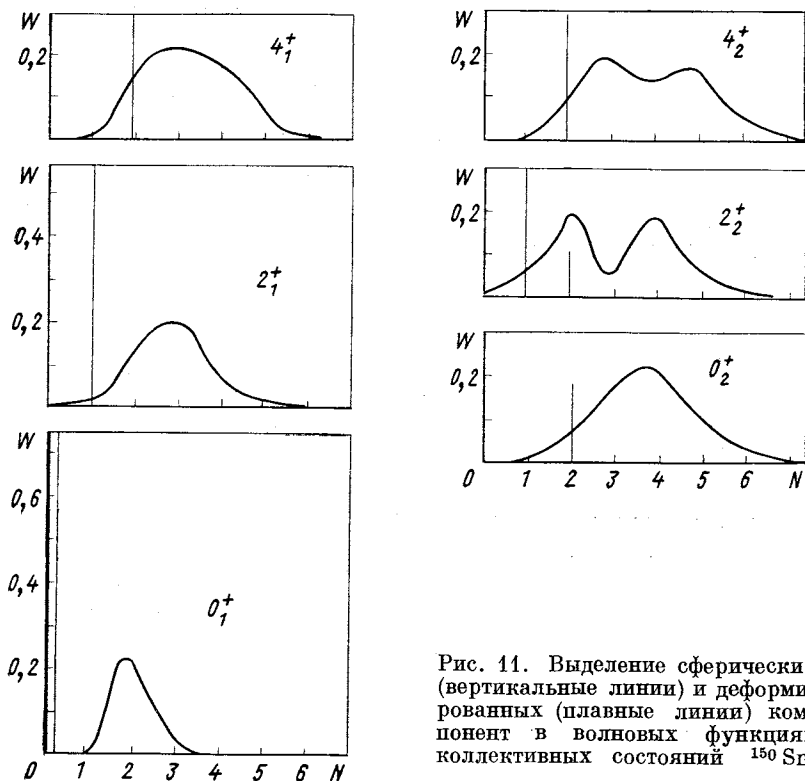 W
0,2
4₁⁺
W
0,4
0,2
2₁⁺
W
0,6
0,4
0,2
0₁⁺
0 1 2 3 4 5 6 N
W
0,2
4₂⁺
W
0,2
2₂⁺
W
0,2
0₂⁺
0 1 2 3 4 5 6 N
Рис. 11. Выделение сферически
(вертикальные линии) и деформи
рованных (плавные линии) ком
понент в волновых функция
коллективных состояний ¹⁵⁰Sm